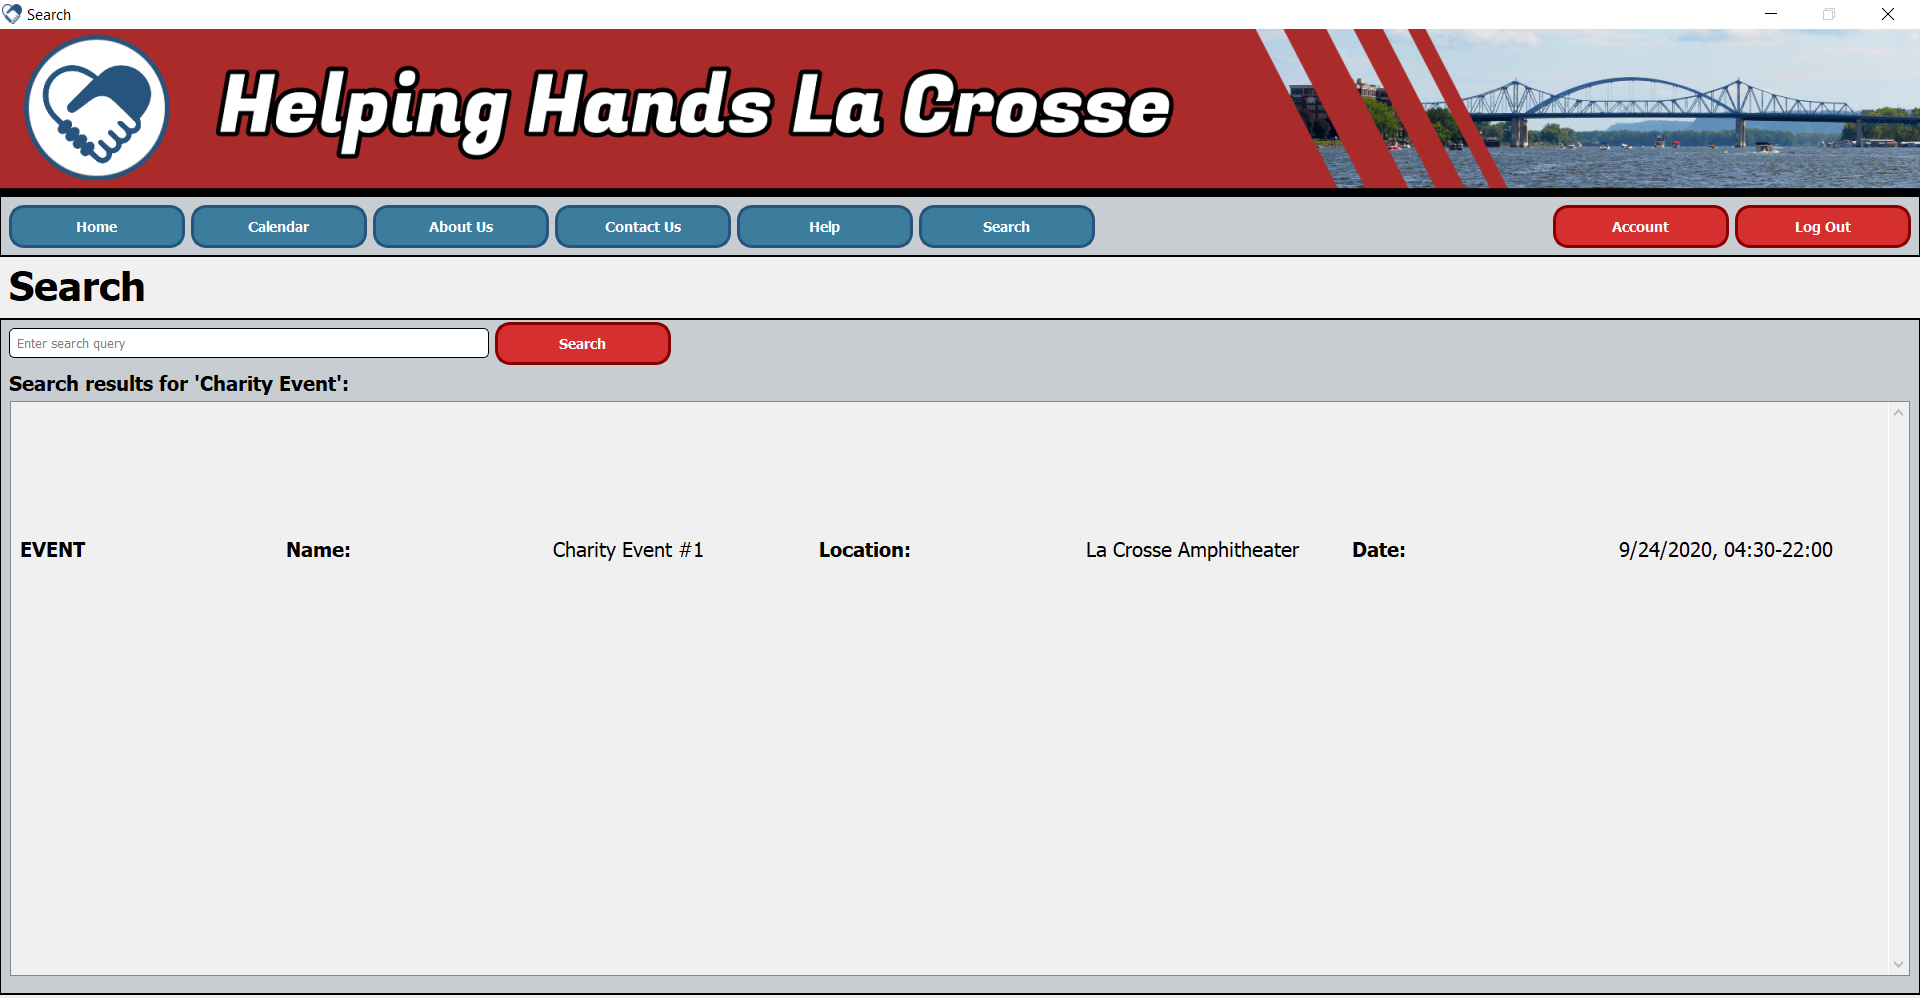 Search
Helping Hands La Crosse
Home Calendar About Us Contact Us Help Search Account Log Out
Search
Enter search query Search
Search results for 'Charity Event':
EVENT Name: Charity Event #1 Location: La Crosse Amphitheater Date: 9/24/2020, 04:30-22:00